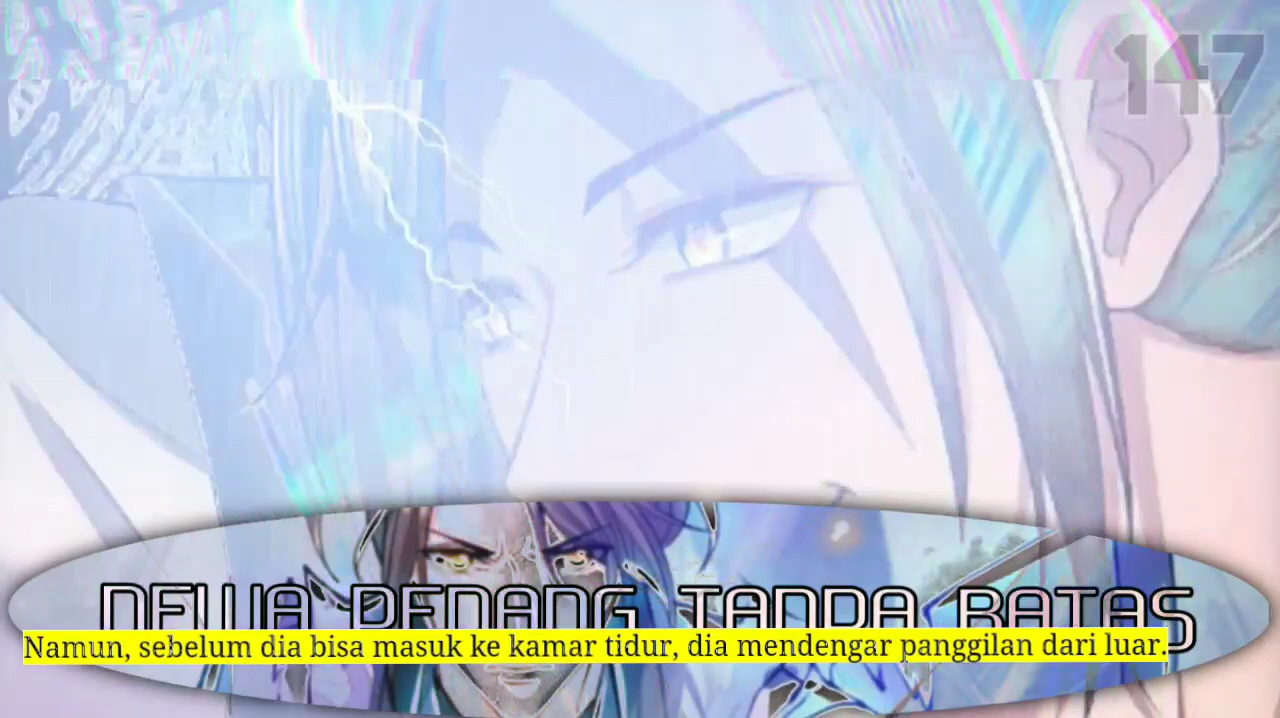 147
DEWA PEDANG TANPA BATAS
Namun, sebelum dia bisa masuk ke kamar tidur, dia mendengar panggilan dari luar.